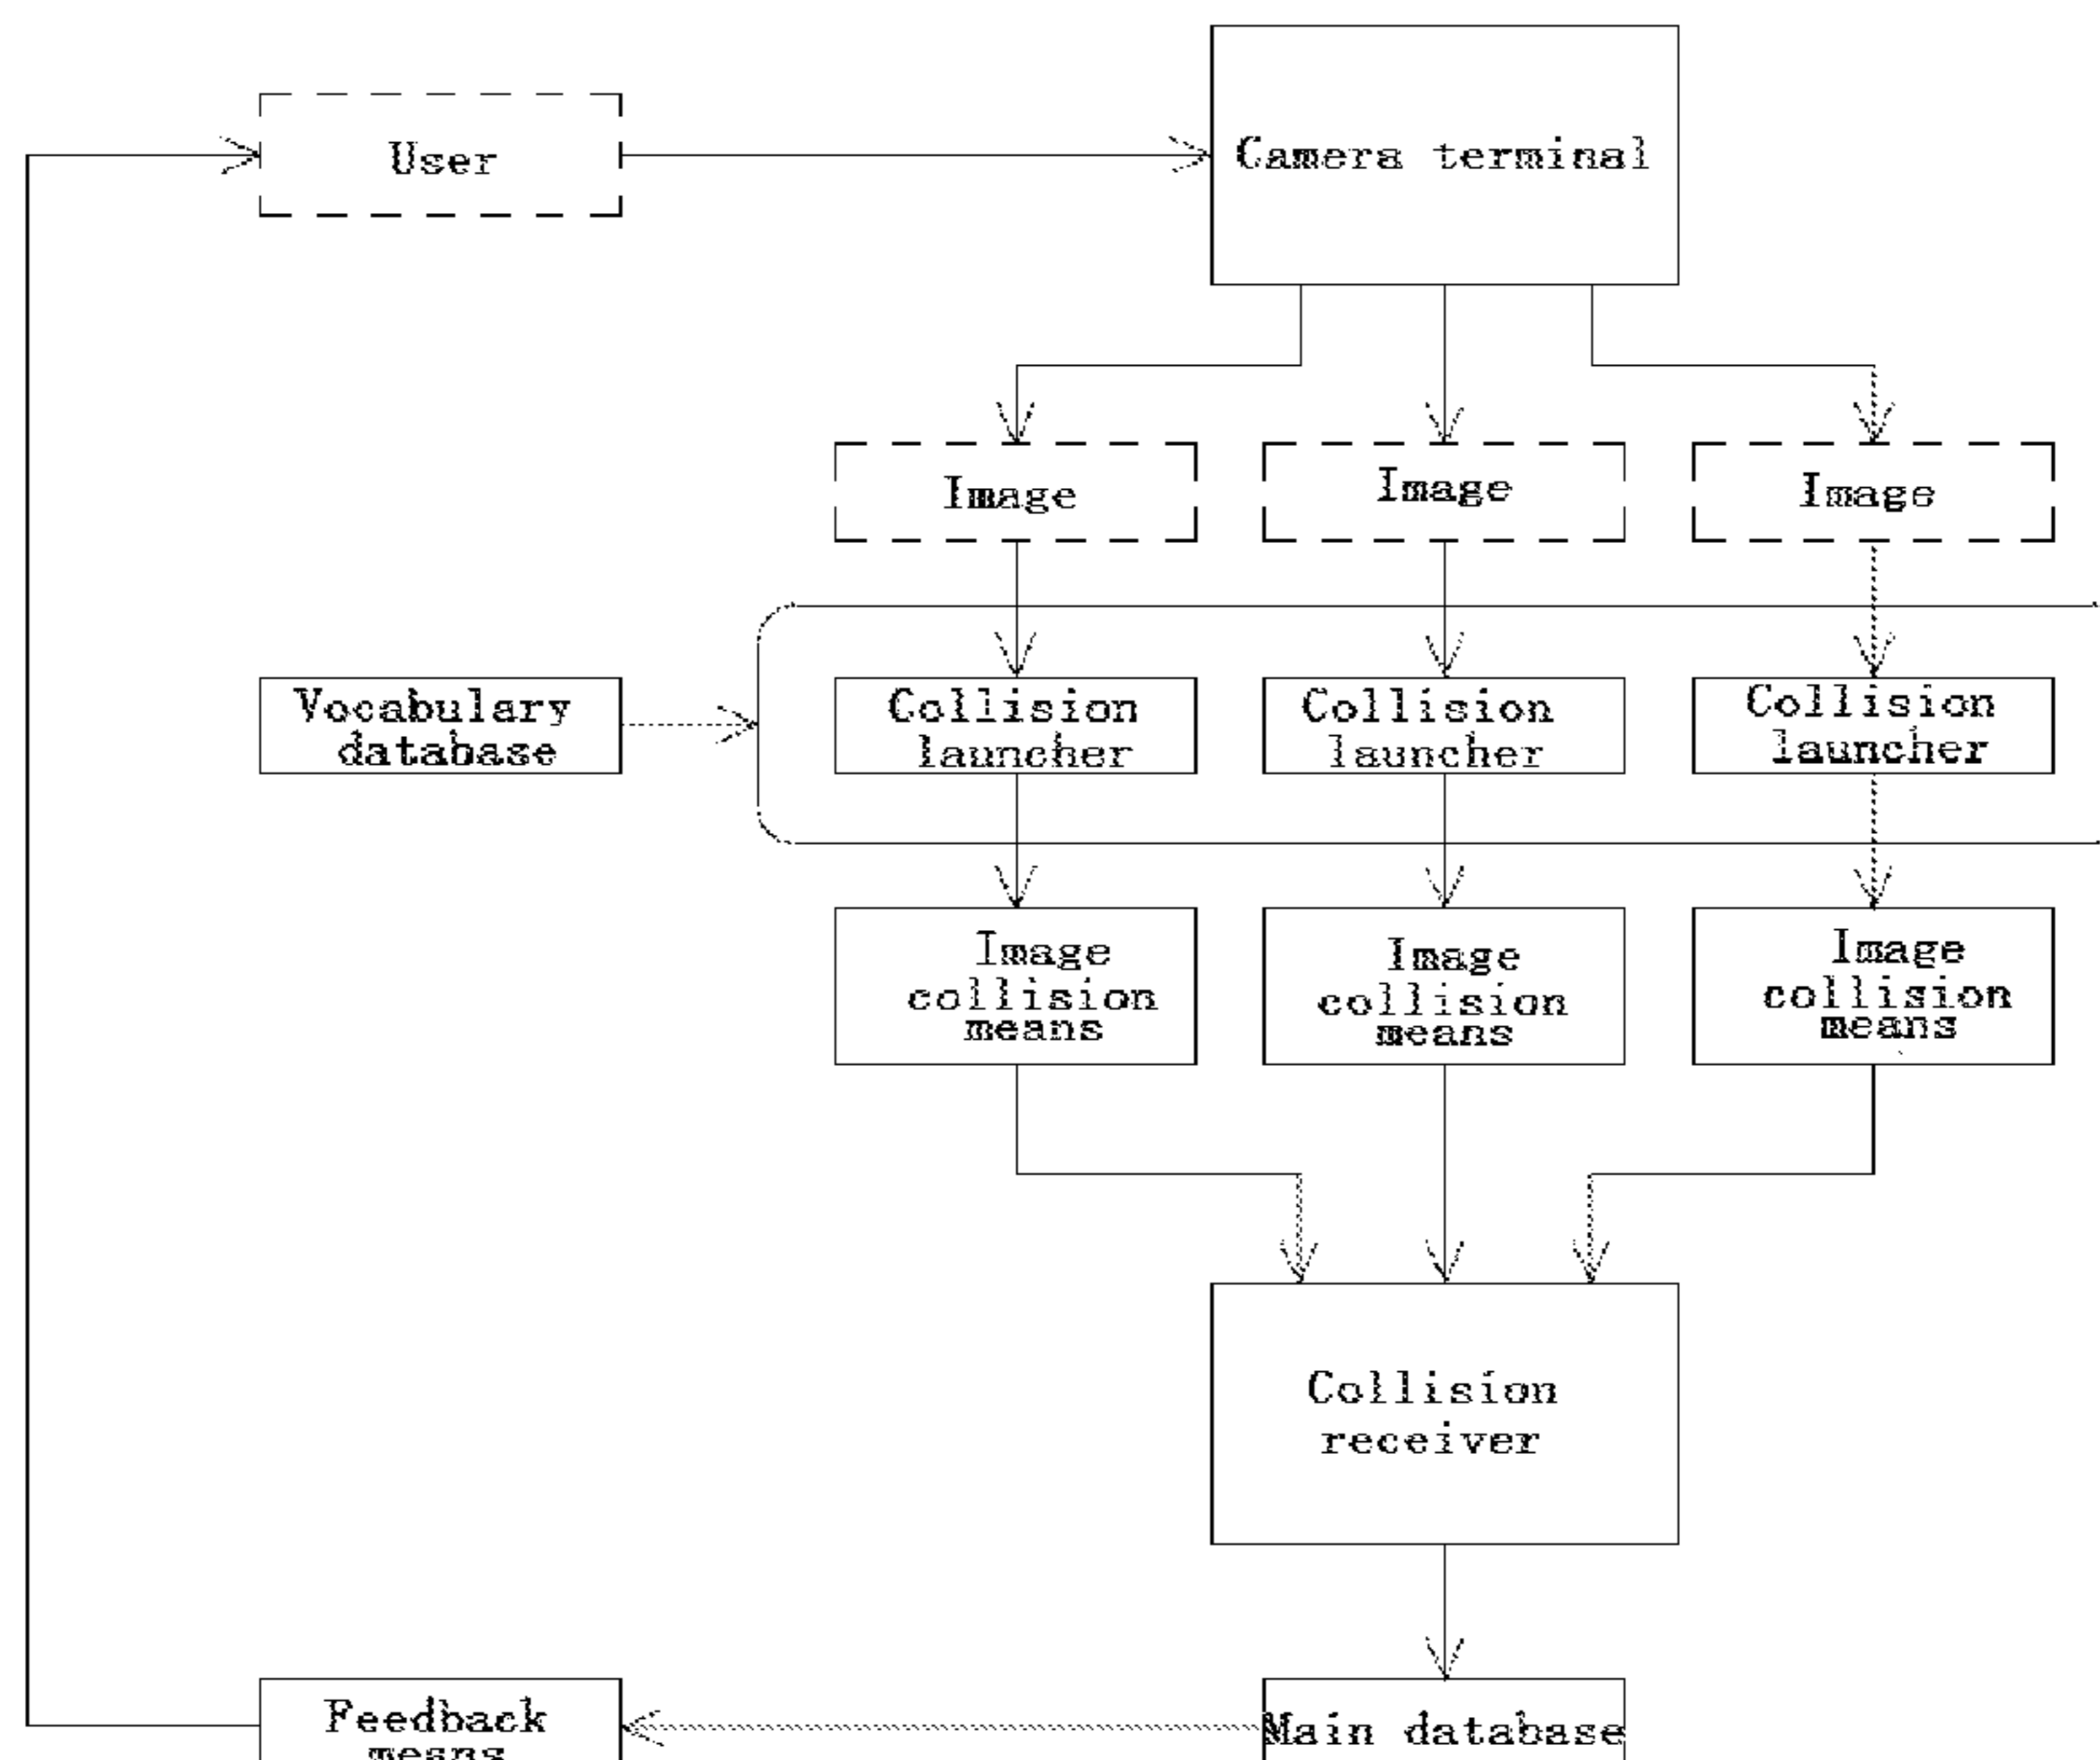 User
Camera terminal
Image
Image
Image
Vocabulary
database
Collision
launcher
Collision
launcher
Collision
launcher
Image
collision
means
Image
collision
means
Image
collision
means
Collision
receiver
Feedback
means
Main database